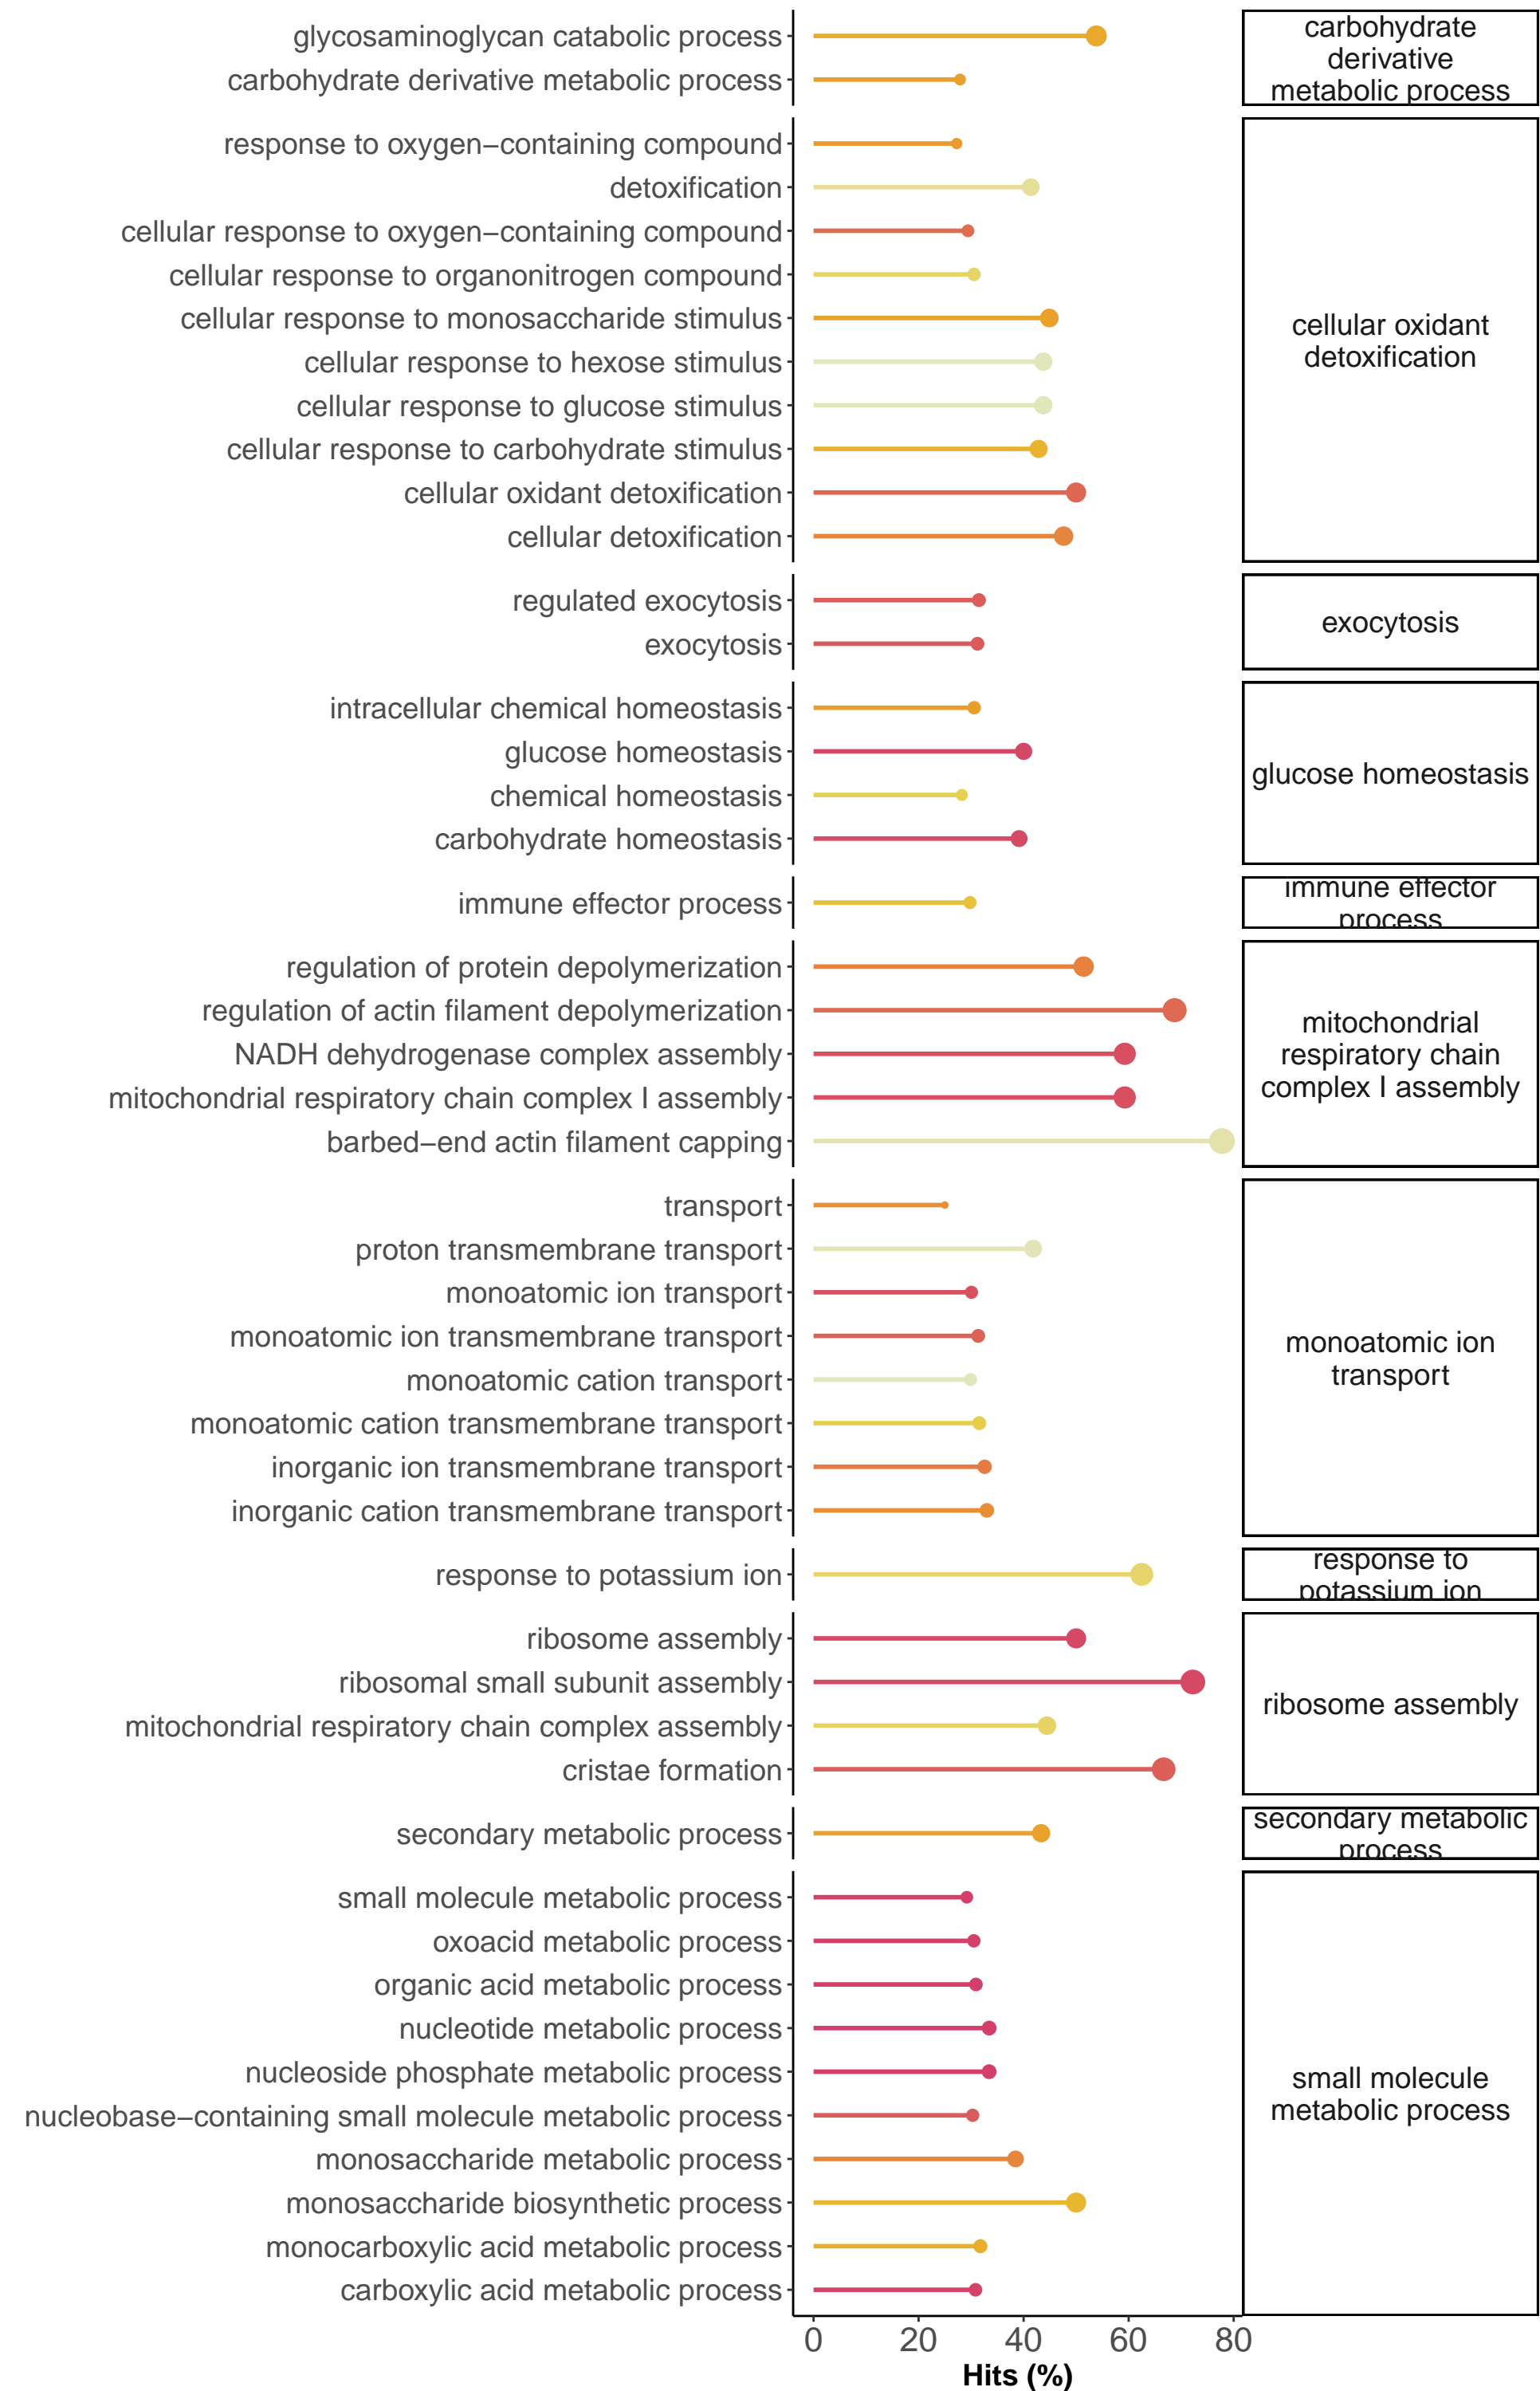 glycosaminoglycan catabolic process
carbohydrate derivative metabolic process
carbohydrate
derivative
metabolic process
response to oxygen−containing compound
detoxification
cellular response to oxygen−containing compound
cellular response to organonitrogen compound
cellular response to monosaccharide stimulus
cellular response to hexose stimulus
cellular response to glucose stimulus
cellular response to carbohydrate stimulus
cellular oxidant detoxification
cellular detoxification
cellular oxidant
detoxification
regulated exocytosis
exocytosis
exocytosis
intracellular chemical homeostasis
glucose homeostasis
chemical homeostasis
carbohydrate homeostasis
glucose homeostasis
immune effector process
immune effector
process
regulation of protein depolymerization
regulation of actin filament depolymerization
NADH dehydrogenase complex assembly
mitochondrial respiratory chain complex I assembly
barbed−end actin filament capping
mitochondrial
respiratory chain
complex I assembly
transport
proton transmembrane transport
monoatomic ion transport
monoatomic ion transmembrane transport
monoatomic cation transport
monoatomic cation transmembrane transport
inorganic ion transmembrane transport
inorganic cation transmembrane transport
monoatomic ion
transport
response to potassium ion
response to
potassium ion
ribosome assembly
ribosomal small subunit assembly
mitochondrial respiratory chain complex assembly
cristae formation
ribosome assembly
secondary metabolic process
secondary metabolic
process
small molecule metabolic process
oxoacid metabolic process
organic acid metabolic process
nucleotide metabolic process
nucleoside phosphate metabolic process
nucleobase−containing small molecule metabolic process
monosaccharide metabolic process
monosaccharide biosynthetic process
monocarboxylic acid metabolic process
carboxylic acid metabolic process
small molecule
metabolic process
0 20 40 60 80
Hits (%)